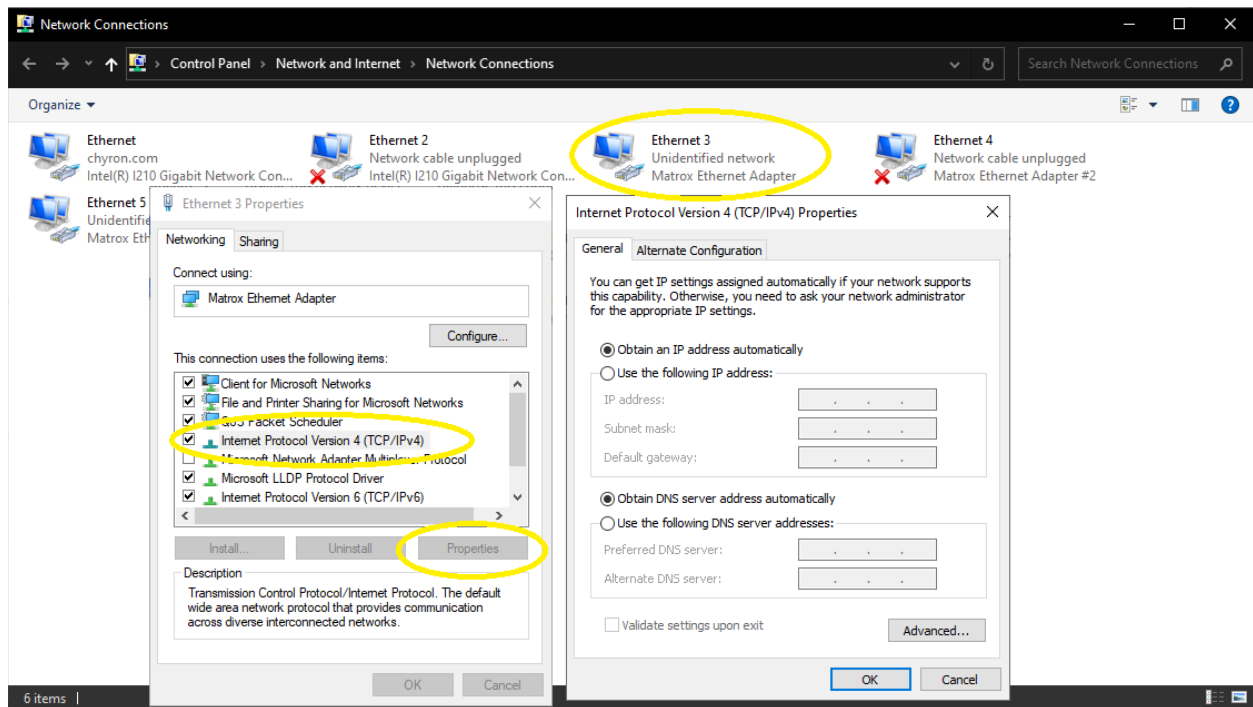 Network Connections
Control Panel > Network and Internet > Network Connections
Search Network Connections
Organize
Ethernet
chyron.com
Intel(R) I210 Gigabit Network Con...
Ethernet 2
Network cable unplugged
Intel(R) I210 Gigabit Network Con...
Ethernet 3
Unidentified network
Matrox Ethernet Adapter
Ethernet 4
Network cable unplugged
Matrox Ethernet Adapter #2
Ethernet 5
Unidentifie
Matrox Eth
Ethernet 3 Properties
Networking
Sharing
Connect using:
Matrox Ethernet Adapter
Configure...
This connection uses the following items:
Client for Microsoft Networks
File and Printer Sharing for Microsoft Networks
QoS Packet Scheduler
Internet Protocol Version 4 (TCP/IPv4)
Microsoft Network Adapter Multiplexor Protocol
Microsoft LLDP Protocol Driver
Internet Protocol Version 6 (TCP/IPv6)
Install...
Uninstall
Properties
Description
Transmission Control Protocol/Internet Protocol. The default
wide area network protocol that provides communication
across diverse interconnected networks.
OK
Cancel
Internet Protocol Version 4 (TCP/IPv4) Properties
General
Alternate Configuration
You can get IP settings assigned automatically if your network supports
this capability. Otherwise, you need to ask your network administrator
for the appropriate IP settings.
Obtain an IP address automatically
Use the following IP address:
IP address:
Subnet mask:
Default gateway:
Obtain DNS server address automatically
Use the following DNS server addresses:
Preferred DNS server:
Alternate DNS server:
Validate settings upon exit
Advanced...
OK
Cancel
6 items